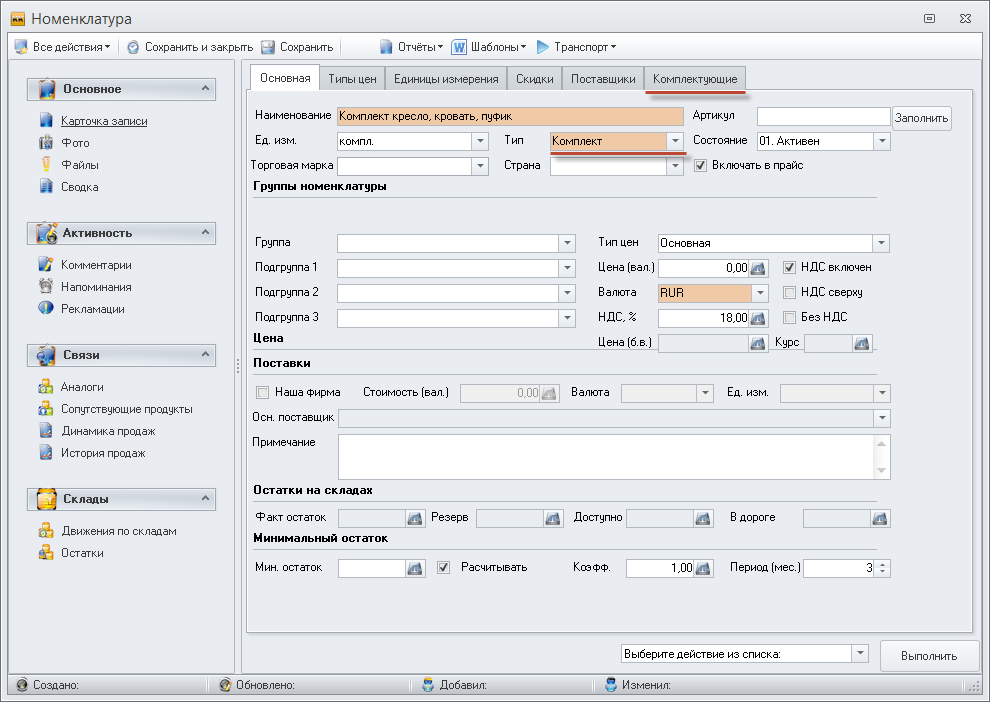 Номенклатура
Все действия Сохранить и закрыть Сохранить Отчёты Шаблоны Транспорт
Основное
Карточка записи
Фото
Файлы
Сводка
Активность
Комментарии
Напоминания
Рекламации
Связи
Аналоги
Сопутствующие продукты
Динамика продаж
История продаж
Склады
Движения по складам
Остатки
Основная Типы цен Единицы измерения Скидки Поставщики Комплектующие
Наименование Комплект кресло, кровать, пуфик Артикул Заполнить
Ед. изм. компл. Тип Комплект Состояние 01. Активен
Торговая марка Страна Включать в прайс
Группы номенклатуры
Группа Тип цен Основная
Подгруппа 1 Цена (вал.) 0,00 НДС включен
Подгруппа 2 Валюта RUR НДС сверху
Подгруппа 3 НДС, % 18,00 Без НДС
Цена Цена (б.в.) Курс
Поставки
Наша фирма Стоимость (вал.) 0,00 Валюта Ед. изм.
Осн. поставщик
Примечание
Остатки на складах
Факт остаток Резерв Доступно В дороге
Минимальный остаток
Мин. остаток Расчитывать Коэфф. 1,00 Период (мес.) 3
Выберите действие из списка: Выполнить
Создано: Обновлено: Добавил: Изменил: